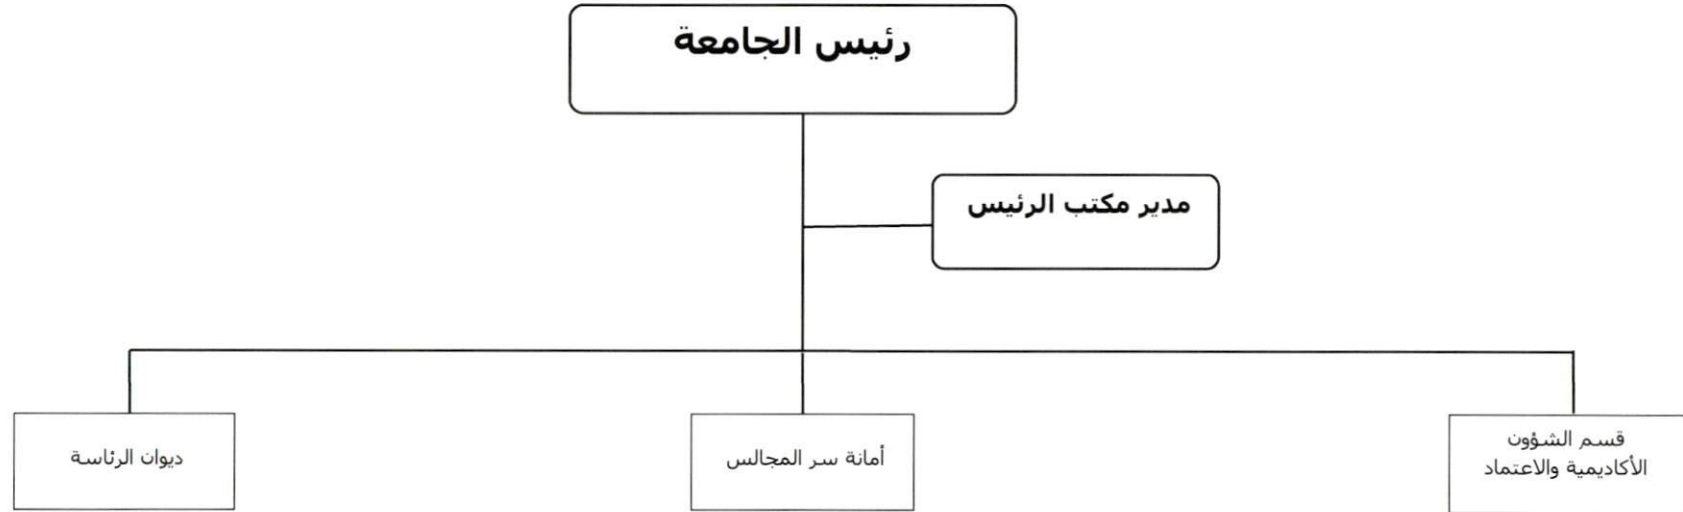 رئيس الجامعة
مدير مكتب الرئيس
قسم الشؤون
الأكاديمية والاعتماد
أمانة سر المجالس
ديوان الرئاسة